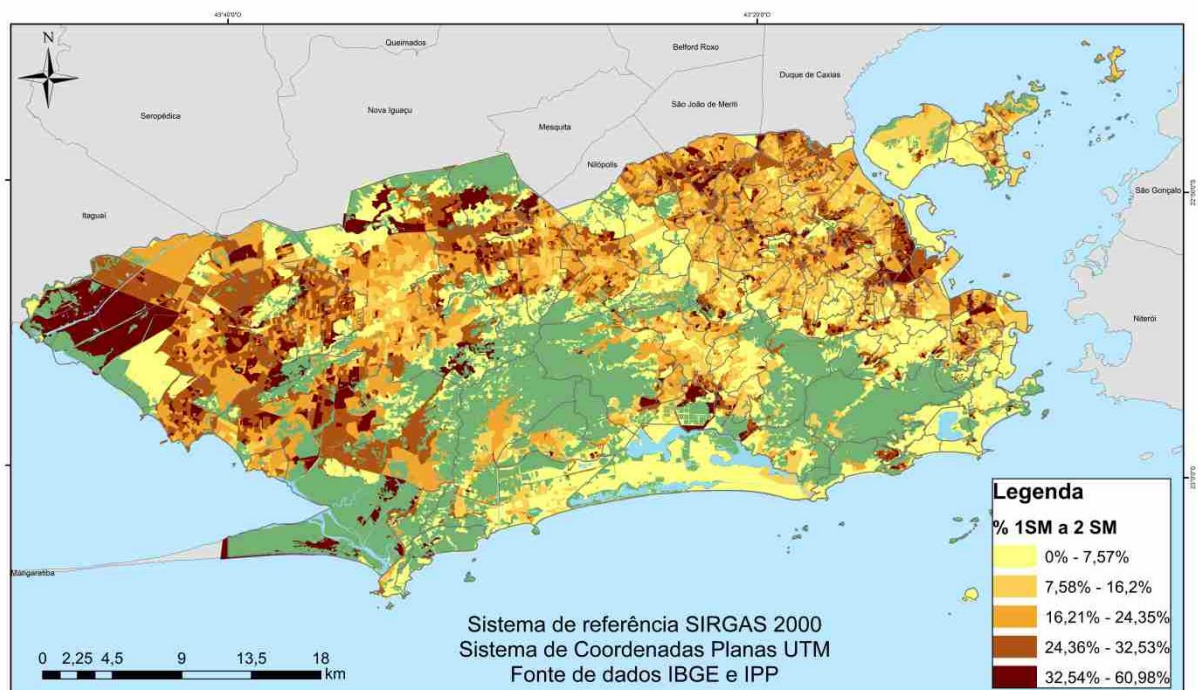 43°40'0"O
43°20'0"O
N
Queimados
Belford Roxo
Duque de Caxias
Seropédica
Nova Iguaçu
São João de Meriti
Mesquita
Nilópolis
São Gonçalo
Itaguaí
Niterói
23°0'0"S
Mangaratiba
Legenda
% 1SM a 2 SM
0% - 7,57%
7,58% - 16,2%
16,21% - 24,35%
24,36% - 32,53%
32,54% - 60,98%
Sistema de referência SIRGAS 2000
Sistema de Coordenadas Planas UTM
Fonte de dados IBGE e IPP
0 2,25 4,5 9 13,5 18
km